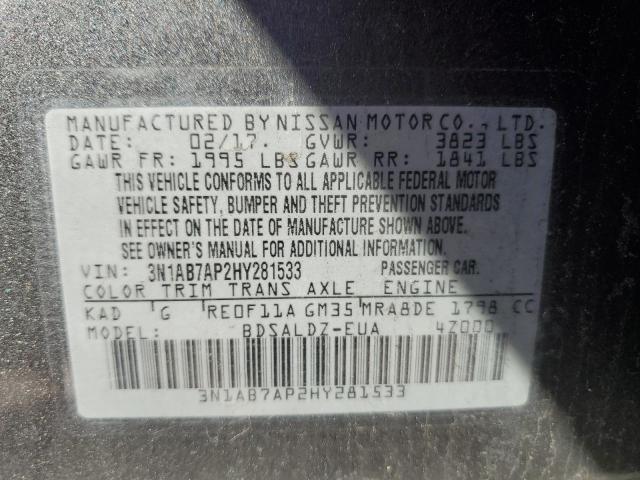 MANUFACTURED BY NISSAN MOTOR CO., LTD.
DATE: 02/17. GVWR: 3823 LBS
GAWR FR: 1995 LBS GAWR RR: 1841 LBS
THIS VEHICLE CONFORMS TO ALL APPLICABLE FEDERAL MOTOR
VEHICLE SAFETY, BUMPER AND THEFT PREVENTION STANDARDS
IN EFFECT ON THE DATE OF MANUFACTURE SHOWN ABOVE.
SEE OWNER'S MANUAL FOR ADDITIONAL INFORMATION.
VIN: 3N1AB7AP2HY281533 PASSENGER CAR.
COLOR TRIM TRANS AXLE ENGINE
KAD G RE0F11A GM35 MRA8DE 1798 CC
MODEL: BDSALDZ-EUA 4Z000
3N1AB7AP2HY281533